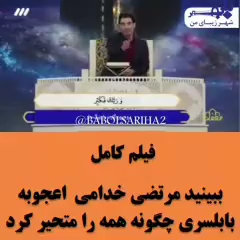 شهر زیبای من
@BABOLSARIHA2
فیلم کامل
ببینید مرتضی خدامی اعجوبه
بابلسری چگونه همه را متحیر کرد